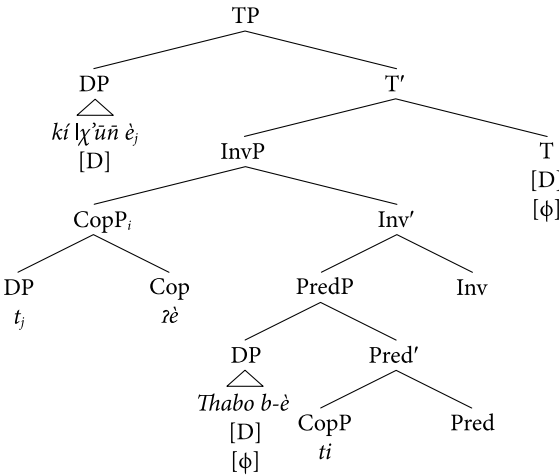 TP
DP T′
kí ǀχ’ūn̄ èⱼ
[D]
InvP T
[D]
[ϕ]
CopPᵢ Inv′
DP Cop PredP Inv
tⱼ ʔè
DP Pred′
Thabo b-è
[D]
[ϕ]
CopP Pred
ti